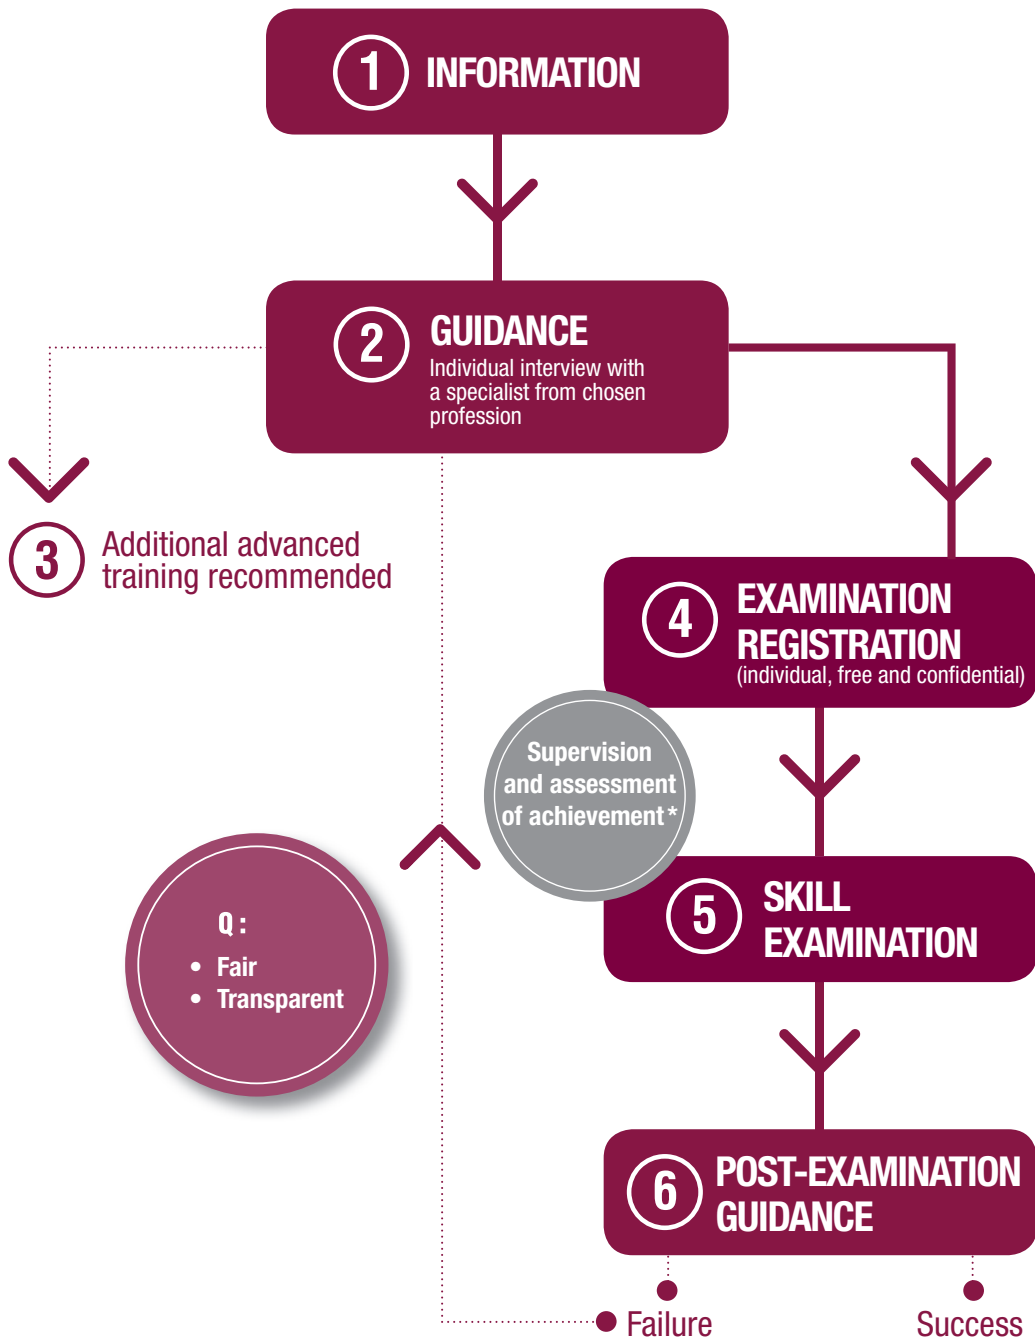 1 INFORMATION
2 GUIDANCE
Individual interview with
a specialist from chosen
profession
3 Additional advanced
training recommended
4 EXAMINATION
REGISTRATION
(individual, free and confidential)
Supervision
and assessment
of achievement*
5 SKILL
EXAMINATION
Q :
• Fair
• Transparent
6 POST-EXAMINATION
GUIDANCE
Failure
Success